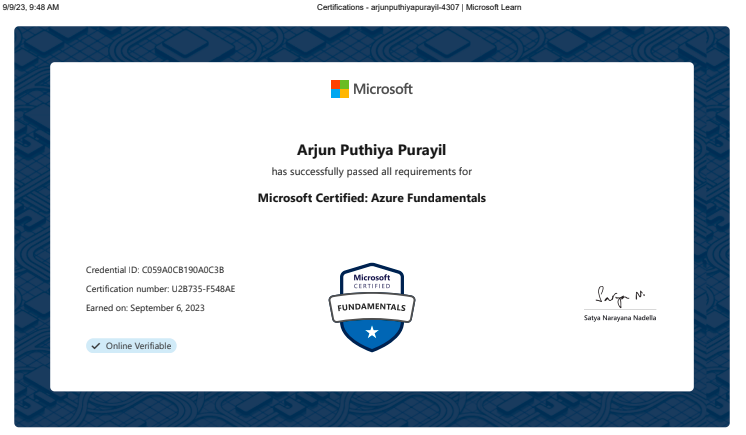 9/9/23, 9:48 AM Certifications - arjunputhiyapurayil-4307 | Microsoft Learn
Microsoft
Arjun Puthiya Purayil
has successfully passed all requirements for
Microsoft Certified: Azure Fundamentals
Credential ID: C059A0CB190A0C3B
Certification number: U2B735-F548AE
Earned on: September 6, 2023
Online Verifiable
Microsoft
CERTIFIED
FUNDAMENTALS
Satya N.
Satya Narayana Nadella